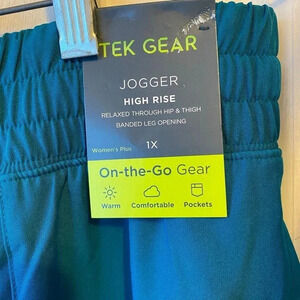 TEK GEAR
JOGGER
HIGH RISE
RELAXED THROUGH HIP & THIGH
BANDED LEG OPENING
Women's Plus 1X
On-the-Go Gear
Warm Comfortable Pockets